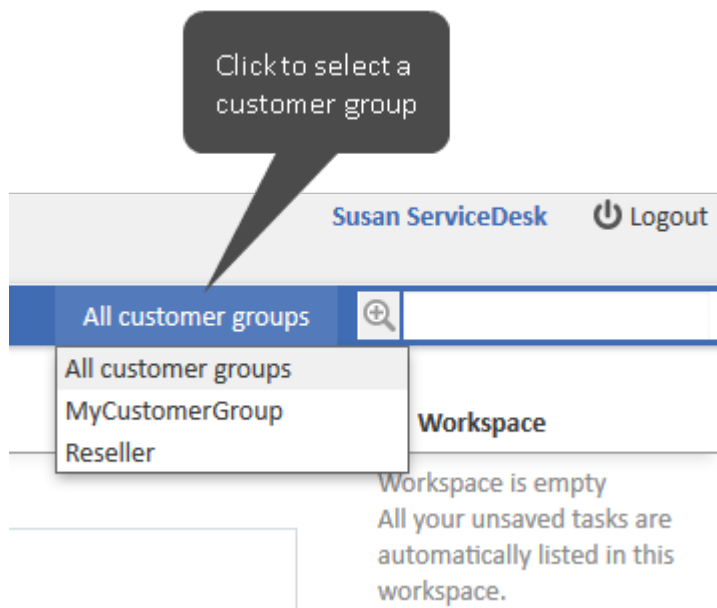 Click to select a
customer group
Susan ServiceDesk Logout
All customer groups
All customer groups
MyCustomerGroup
Reseller
Workspace
Workspace is empty
All your unsaved tasks are
automatically listed in this
workspace.